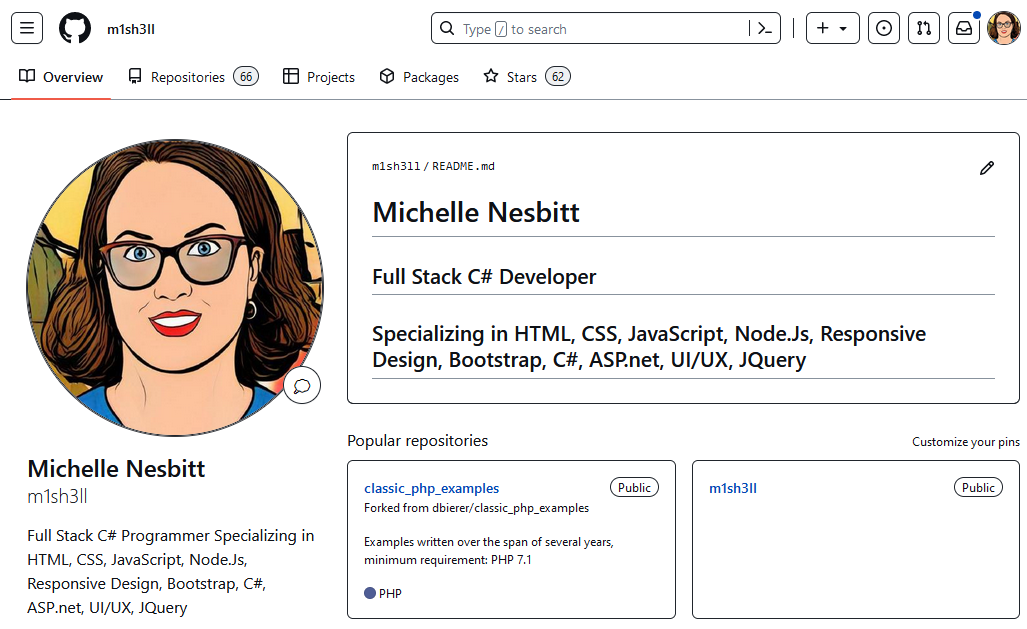 m1sh3ll
Type / to search
Overview
Repositories 66
Projects
Packages
Stars 62
m1sh3ll / README.md
Michelle Nesbitt
Full Stack C# Developer
Specializing in HTML, CSS, JavaScript, Node.Js, Responsive
Design, Bootstrap, C#, ASP.net, UI/UX, JQuery
Michelle Nesbitt
m1sh3ll
Full Stack C# Programmer Specializing in
HTML, CSS, JavaScript, Node.Js,
Responsive Design, Bootstrap, C#,
ASP.net, UI/UX, JQuery
Popular repositories
Customize your pins
classic_php_examples
Public
Forked from dbierer/classic_php_examples
Examples written over the span of several years,
minimum requirement: PHP 7.1
PHP
m1sh3ll
Public